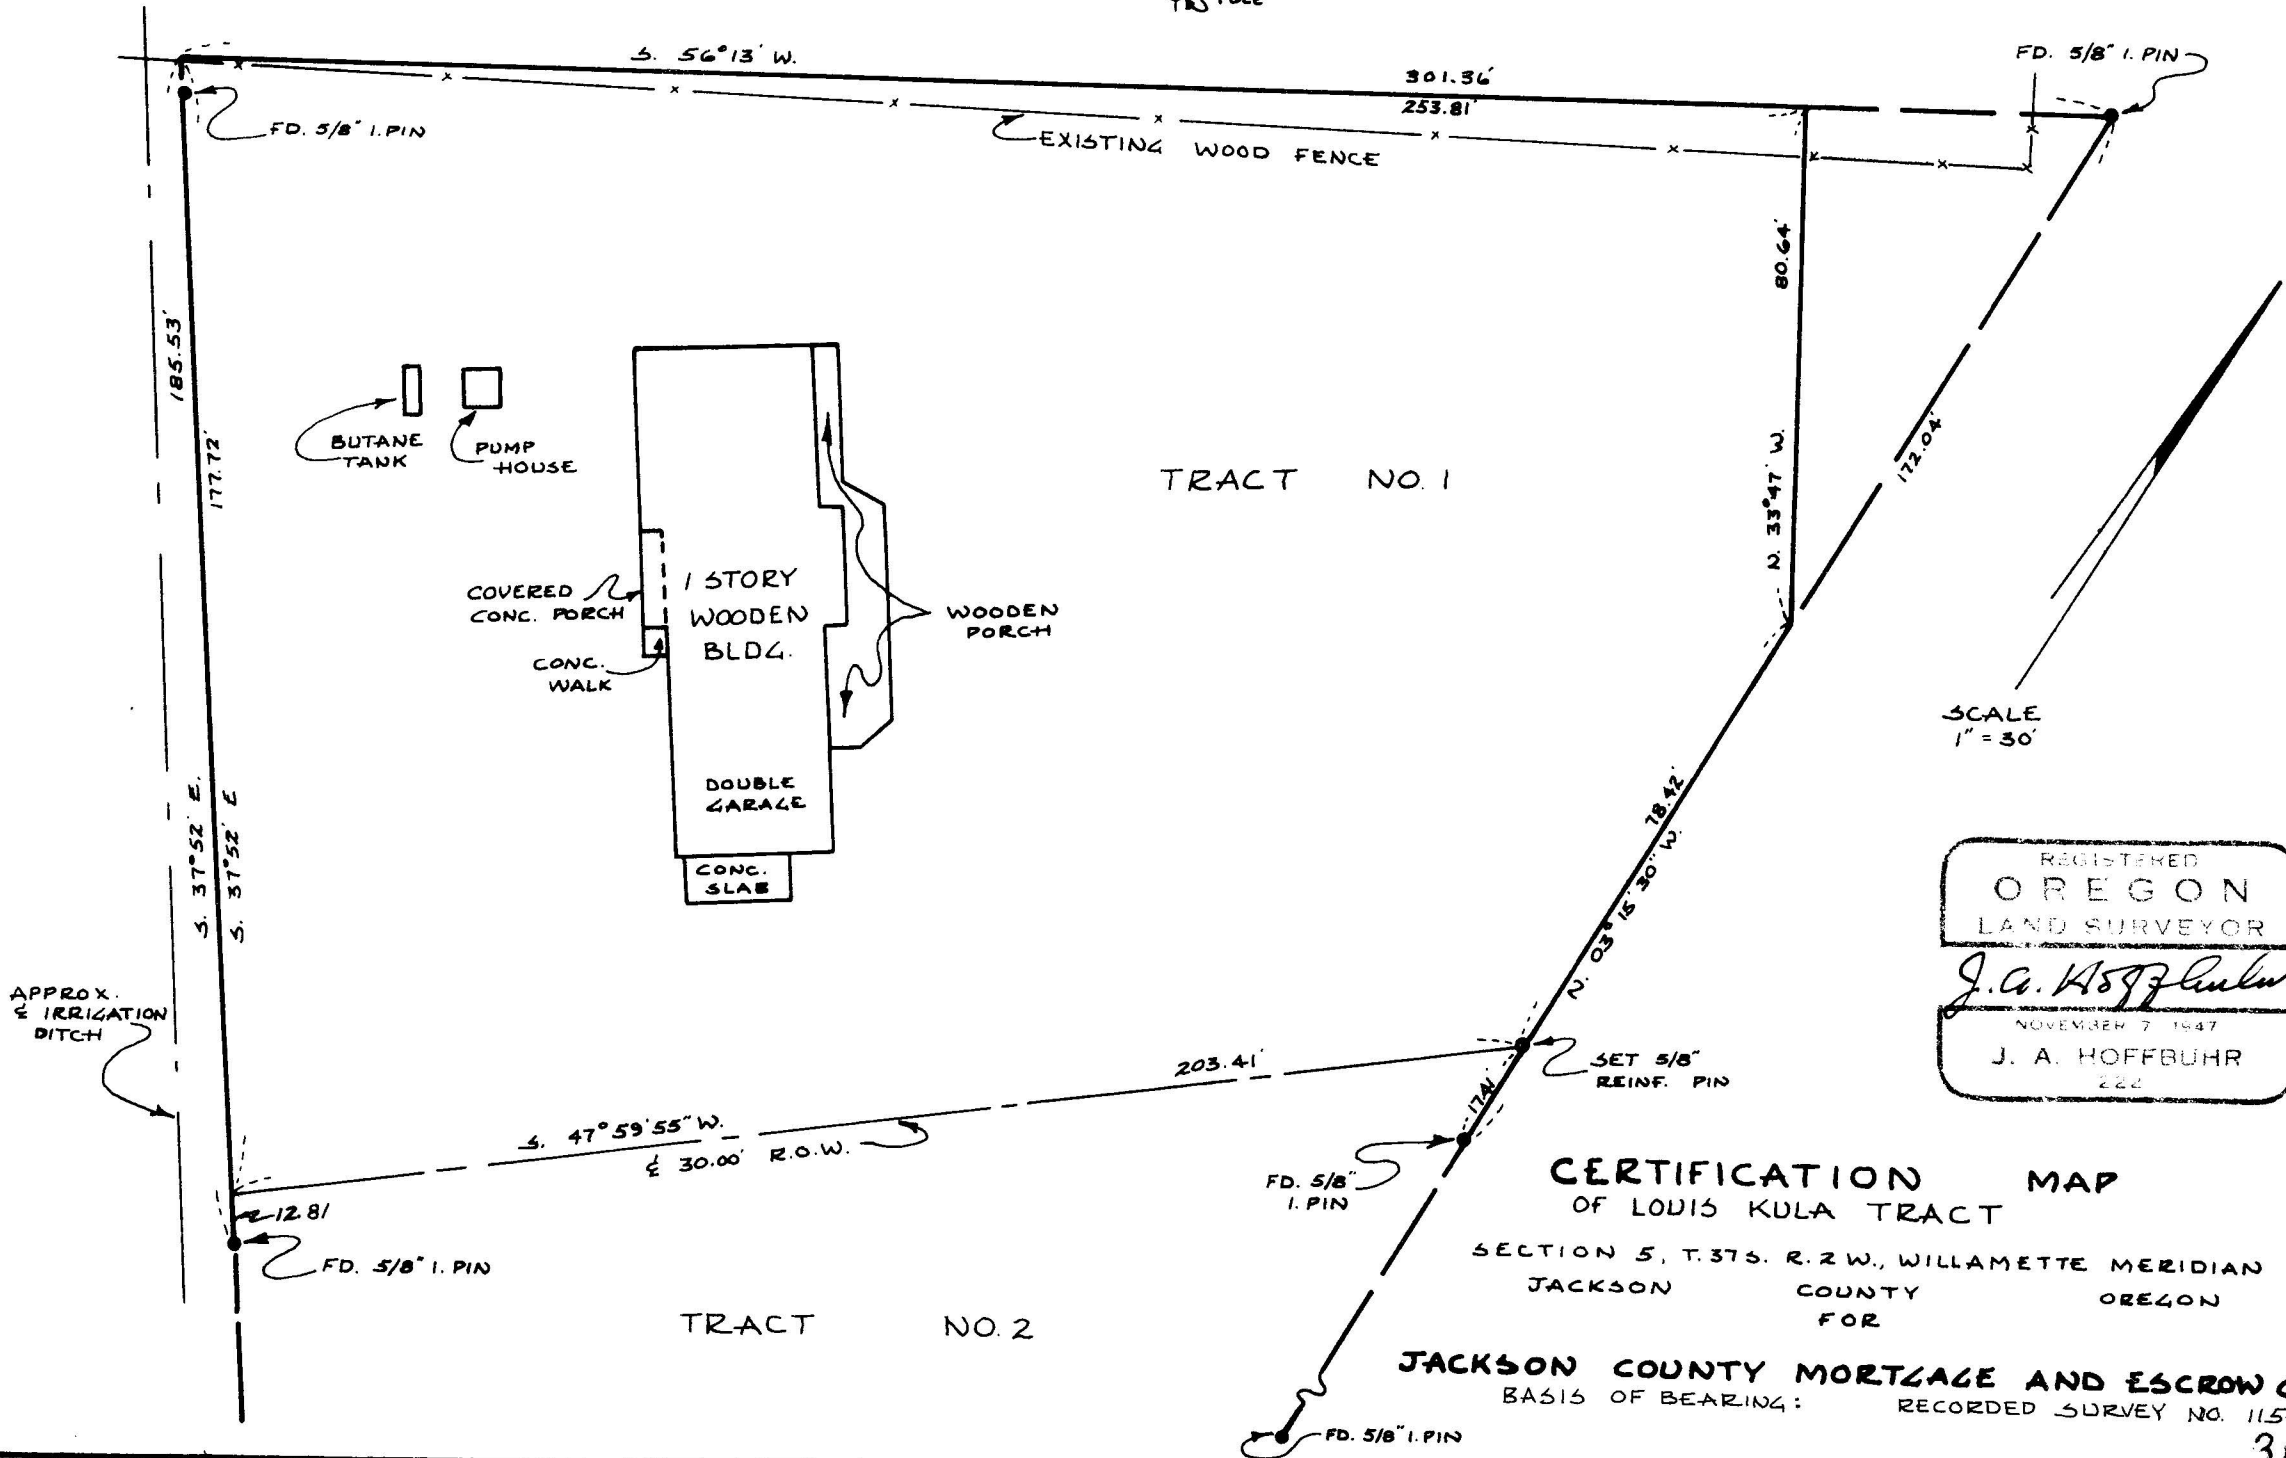 S. 56°13' W.
301.36'
253.81'
FD. 5/8" I. PIN
FD. 5/8" I. PIN
EXISTING WOOD FENCE
80.64'
N. 33°47' W.
172.04'
185.53'
177.72'
S. 37°52' E.
S. 37°52' E
BUTANE
TANK
PUMP
HOUSE
TRACT NO. 1
COVERED
CONC. PORCH
1 STORY
WOODEN
BLDG.
WOODEN
PORCH
CONC.
WALK
DOUBLE
GARAGE
CONC.
SLAB
SCALE
1" = 30'
78.42'
N. 03°15'30" W.
REGISTERED
OREGON
LAND SURVEYOR
NOVEMBER 7 1947
J. A. HOFFBUHR
222
APPROX.
℄ IRRIGATION
DITCH
203.41'
S. 47°59'55" W.
℄ 30.00' R.O.W.
SET 5/8"
REINF. PIN
17.41'
FD. 5/8"
I. PIN
12.81
FD. 5/8" I. PIN
TRACT NO. 2
CERTIFICATION MAP
OF LOUIS KULA TRACT
SECTION 5, T.37S. R.2W., WILLAMETTE MERIDIAN
JACKSON COUNTY OREGON
FOR
JACKSON COUNTY MORTGAGE AND ESCROW
BASIS OF BEARING: RECORDED SURVEY NO.
FD. 5/8" I. PIN